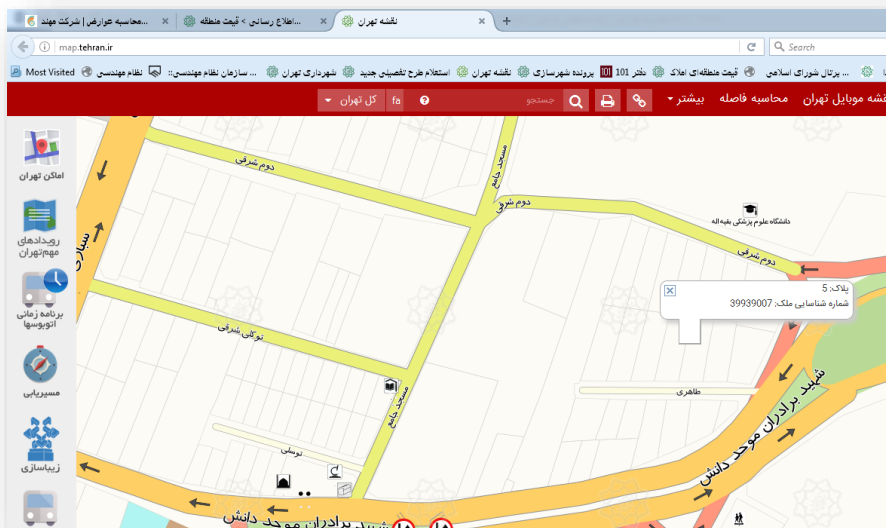 محاسبه عوارض | شرکت مهند...
اطلاع رسانی > قیمت منطقه...
نقشه تهران
map.tehran.ir
Search
Most Visited
نظام مهندسی
سازمان نظام مهندسی:: ...
شهرداری تهران
استعلام طرح تفصیلی جدید
نقشه تهران
پرونده شهرسازی
101 دفتر 101
قیمت منطقه‌ای املاک
پرتال شورای اسلامی ...
کل تهران
fa
جستجو
بیشتر
محاسبه فاصله
نقشه موبایل تهران
اماکن تهران
رویدادهای
مهم‌تهران
برنامه زمانی
اتوبوسها
مسیریابی
زیباسازی
دوم شرقی
مسجد جامع
دوم شرقی
دانشگاه علوم پزشکی بقیه اله
دوم شرقی
پلاک: 5
شماره شناسایی ملک: 39939007
توکلی شرقی
مسجد جامع
طاهری
توسلی
شهید برادران موحد دانش
شهید برادران موحد دانش